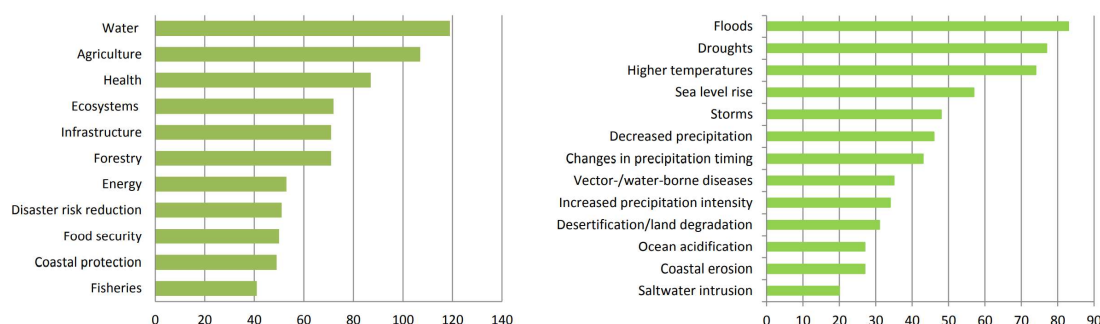 Water
Agriculture
Health
Ecosystems
Infrastructure
Forestry
Energy
Disaster risk reduction
Food security
Coastal protection
Fisheries
0 20 40 60 80 100 120 140
Floods
Droughts
Higher temperatures
Sea level rise
Storms
Decreased precipitation
Changes in precipitation timing
Vector-/water-borne diseases
Increased precipitation intensity
Desertification/land degradation
Ocean acidification
Coastal erosion
Saltwater intrusion
0 10 20 30 40 50 60 70 80 90